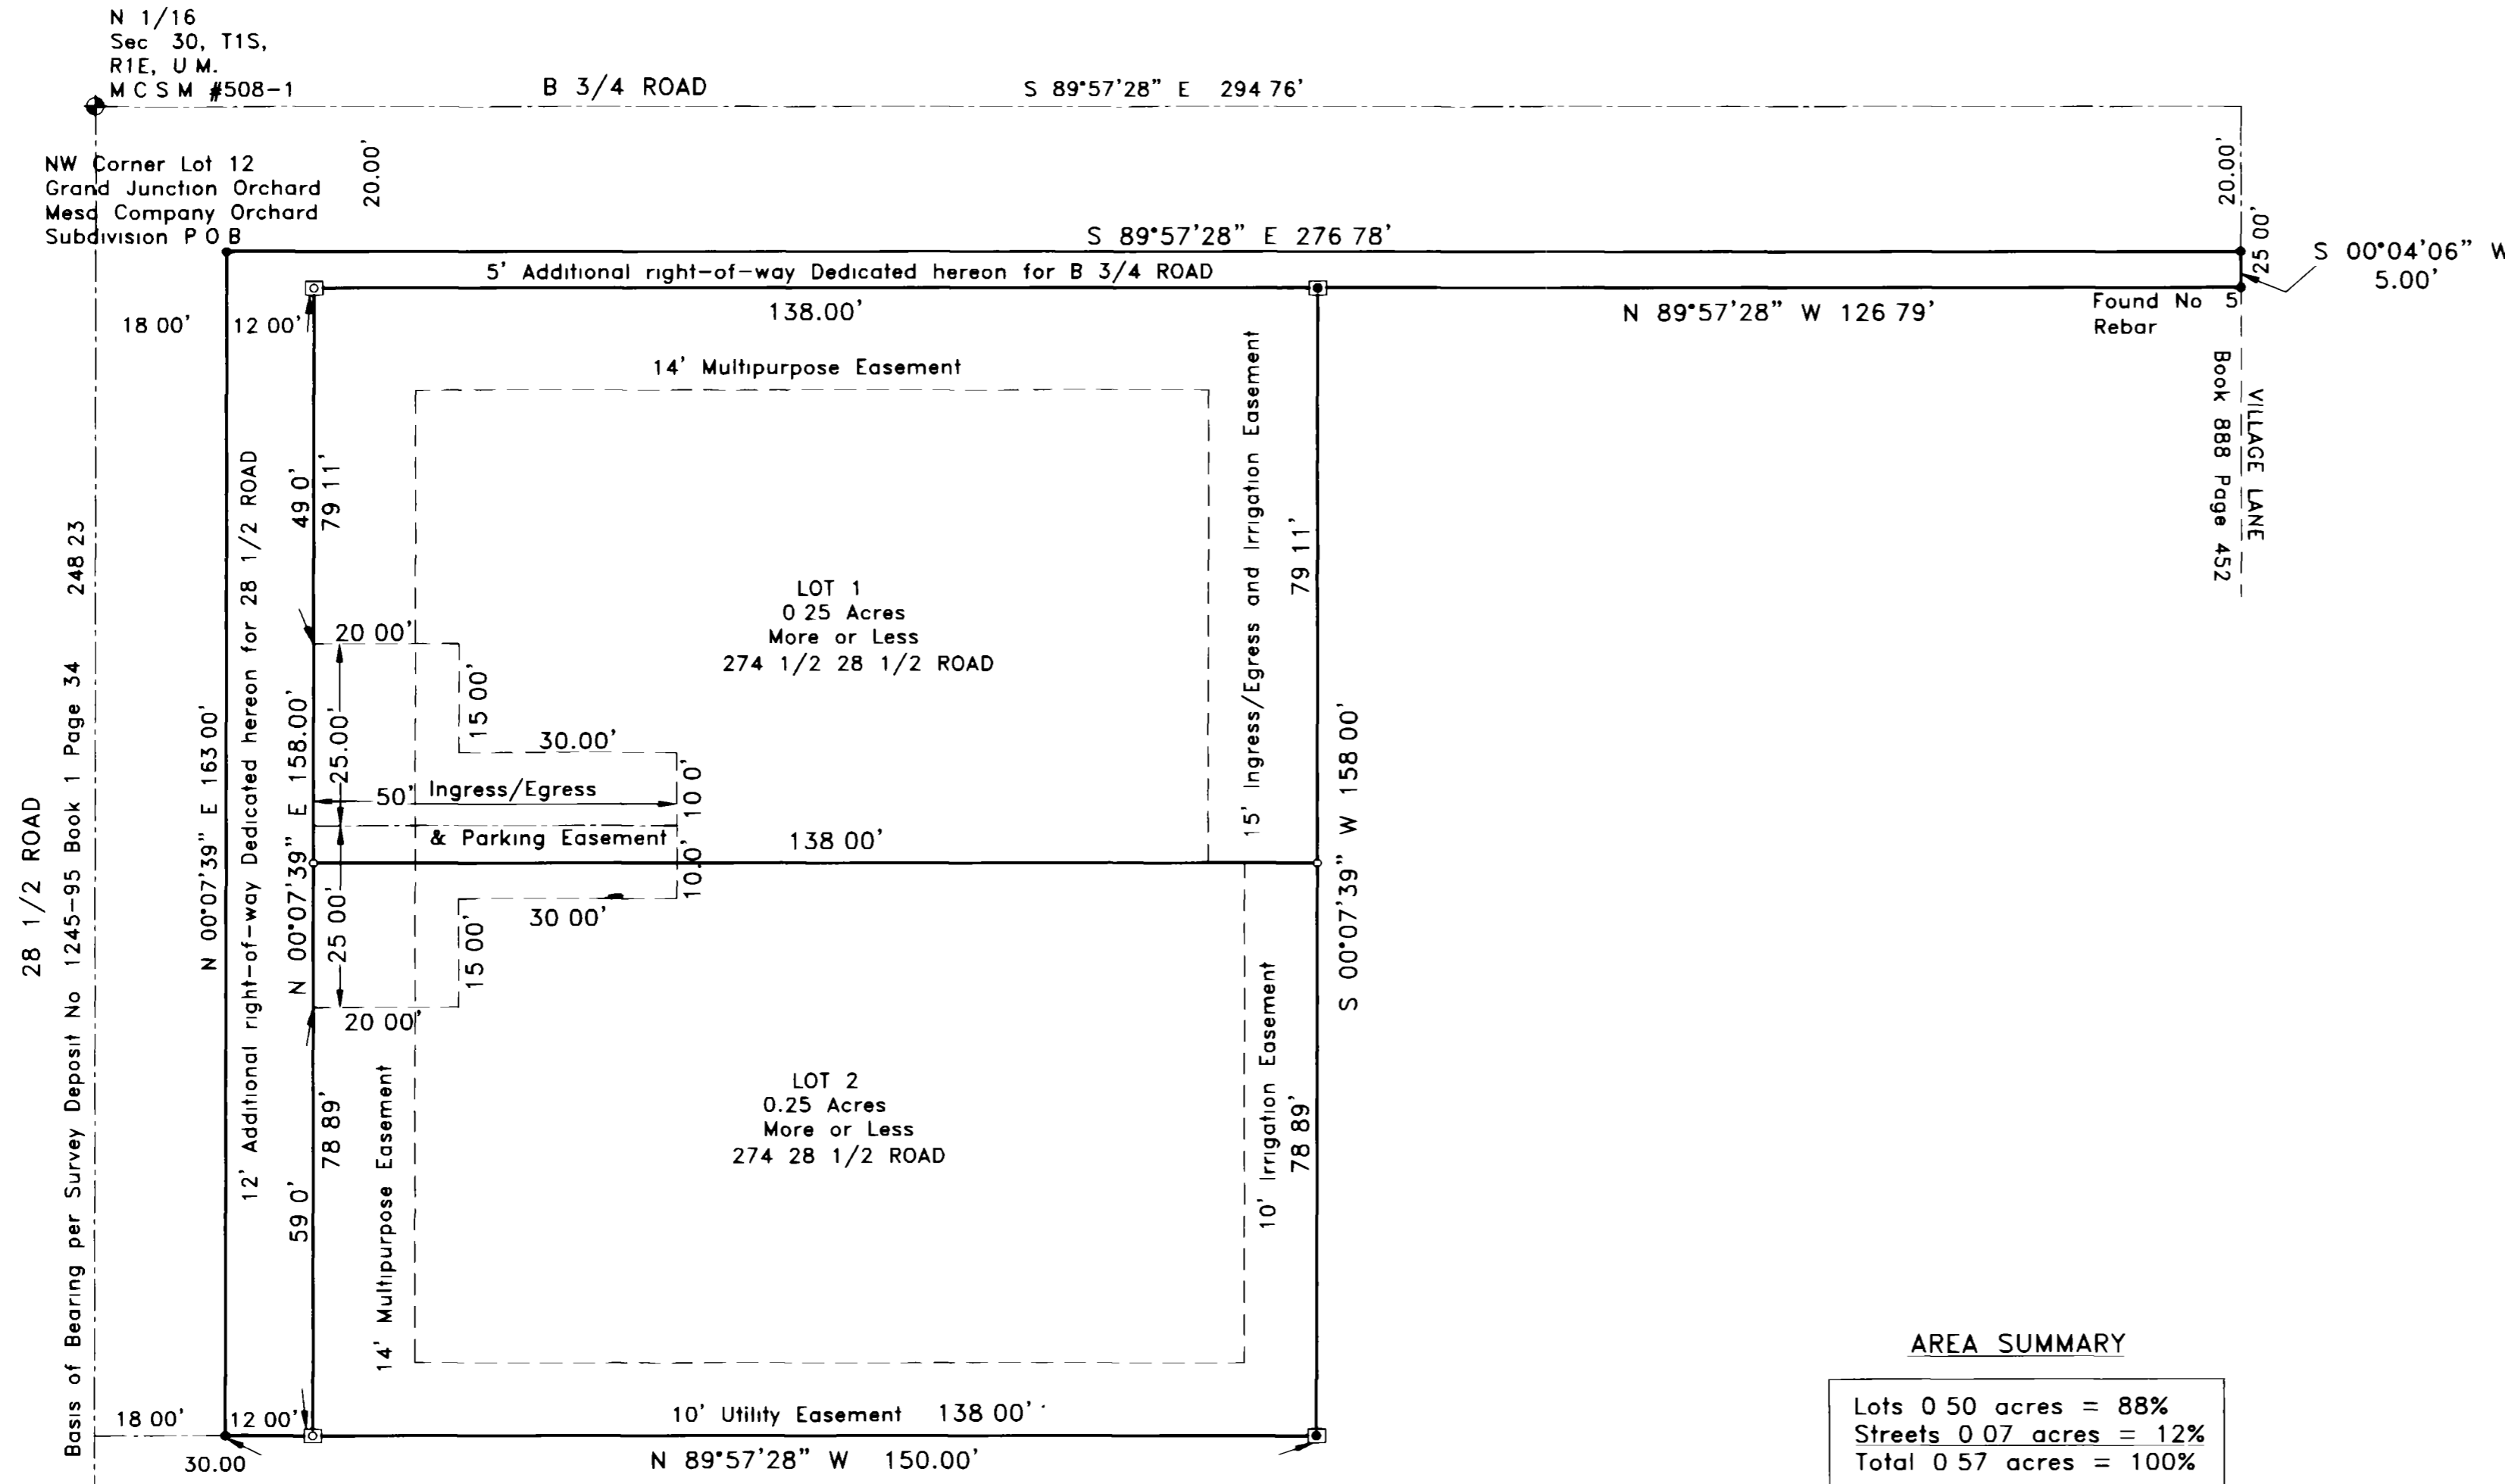 N 1/16
Sec 30, T1S,
R1E, U M.
M C S M #508-1
B 3/4 ROAD
S 89°57'28" E 294 76'
NW Corner Lot 12
Grand Junction Orchard
Mesa Company Orchard
Subdivision P O B
20.00'
20.00'
25 00'
S 89°57'28" E 276 78'
S 00°04'06" W
5.00'
5' Additional right-of-way Dedicated hereon for B 3/4 ROAD
18 00'
12 00'
138.00'
N 89°57'28" W 126 79'
Found No 5
Rebar
14' Multipurpose Easement
VILLAGE LANE
Book 888 Page 452
28 1/2 ROAD
Basis of Bearing per Survey Deposit No 1245-95 Book 1 Page 34 248 23
N 00°07'39" E 163 00'
12' Additional right-of-way Dedicated hereon for 28 1/2 ROAD
49 0'
79 11'
N 00°07'39" E 158.00'
LOT 1
0 25 Acres
More or Less
274 1/2 28 1/2 ROAD
15' Ingress/Egress and Irrigation Easement
79 11'
S 00°07'39" W 158 00'
20 00'
15 00'
30.00'
25.00'
10 0'
50' Ingress/Egress
& Parking Easement
138 00'
10.0'
25 00'
30 00'
15 00'
20 00'
LOT 2
0.25 Acres
More or Less
274 28 1/2 ROAD
10' Irrigation Easement
78 89'
78 89'
59 0'
14' Multipurpose Easement
18 00'
12 00'
10' Utility Easement 138 00'
30.00
N 89°57'28" W 150.00'
AREA SUMMARY
Lots 0 50 acres = 88%
Streets 0 07 acres = 12%
Total 0 57 acres = 100%